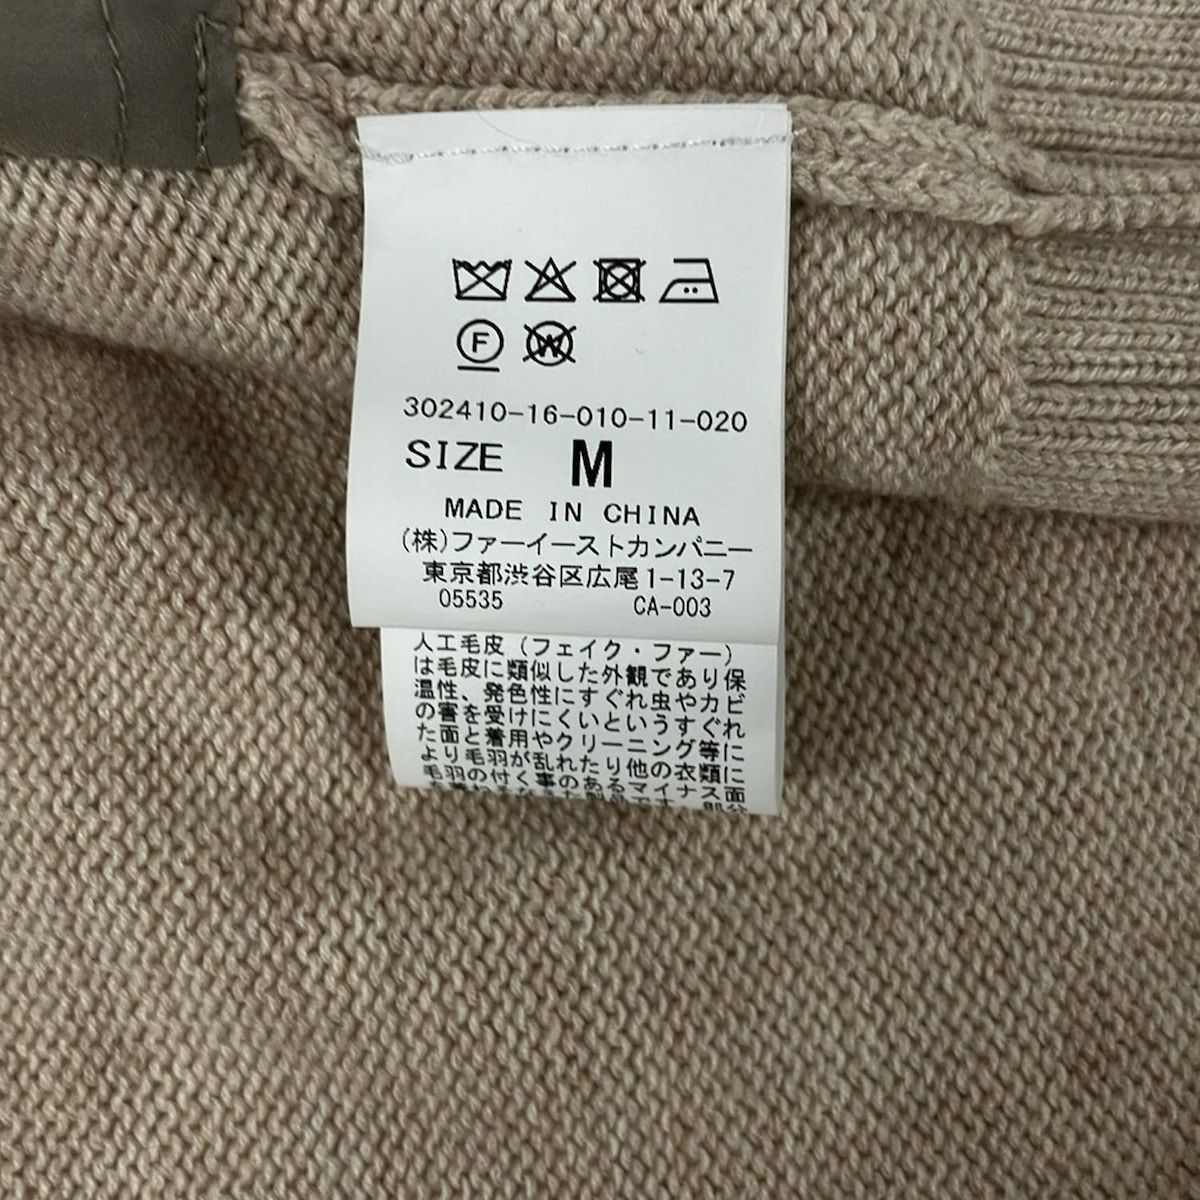 F
W
302410-16-010-11-020
SIZE M
MADE IN CHINA
(株)ファーイーストカンパニー
東京都渋谷区広尾1-13-7
05535 CA-003
人工毛皮(フェイク・ファー)
は毛皮に類似した外観であり保
温性、発色性にすぐれ虫やカビ
の害を受けにくいというすぐれ
た面と着用やクリーニング等に
より毛羽が乱れたり他の衣類に
毛羽の付く事のあるマイナス面